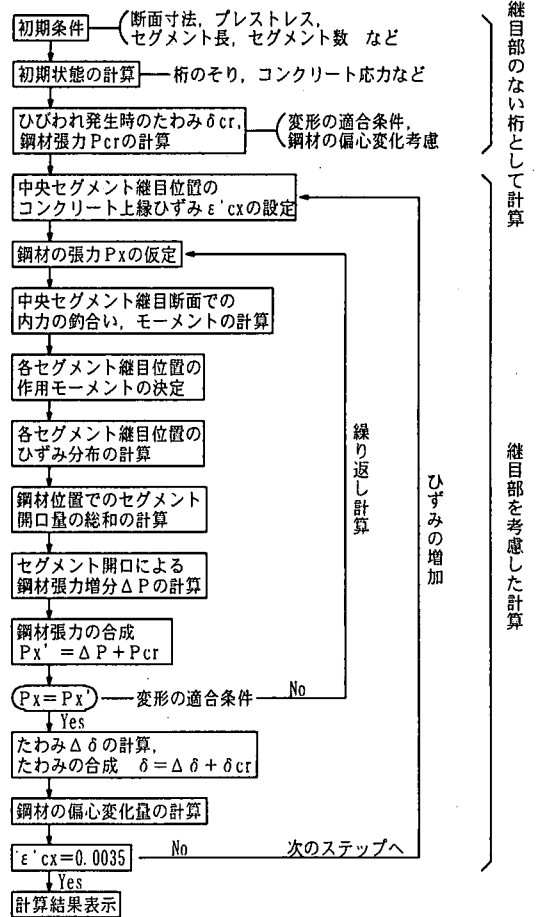 初期条件
断面寸法，プレストレス，
セグメント長，セグメント数　など
初期状態の計算
桁のそり，コンクリート応力など
ひびわれ発生時のたわみδcr，
鋼材張力Pcrの計算
変形の適合条件，
鋼材の偏心変化考慮
継目部のない桁として計算
中央セグメント継目位置の
コンクリート上縁ひずみε'cxの設定
鋼材の張力Pxの仮定
中央セグメント継目断面での
内力の釣合い，モーメントの計算
各セグメント継目位置の
作用モーメントの決定
各セグメント継目位置の
ひずみ分布の計算
鋼材位置でのセグメント
開口量の総和の計算
セグメント開口による
鋼材張力増分ΔPの計算
鋼材張力の合成
Px'=ΔP+Pcr
Px=Px'
変形の適合条件
No
繰り返し計算
Yes
たわみΔδの計算，
たわみの合成　δ=Δδ+δcr
鋼材の偏心変化量の計算
ε'cx=0.0035
No
次のステップへ
ひずみの増加
継目部を考慮した計算
Yes
計算結果表示